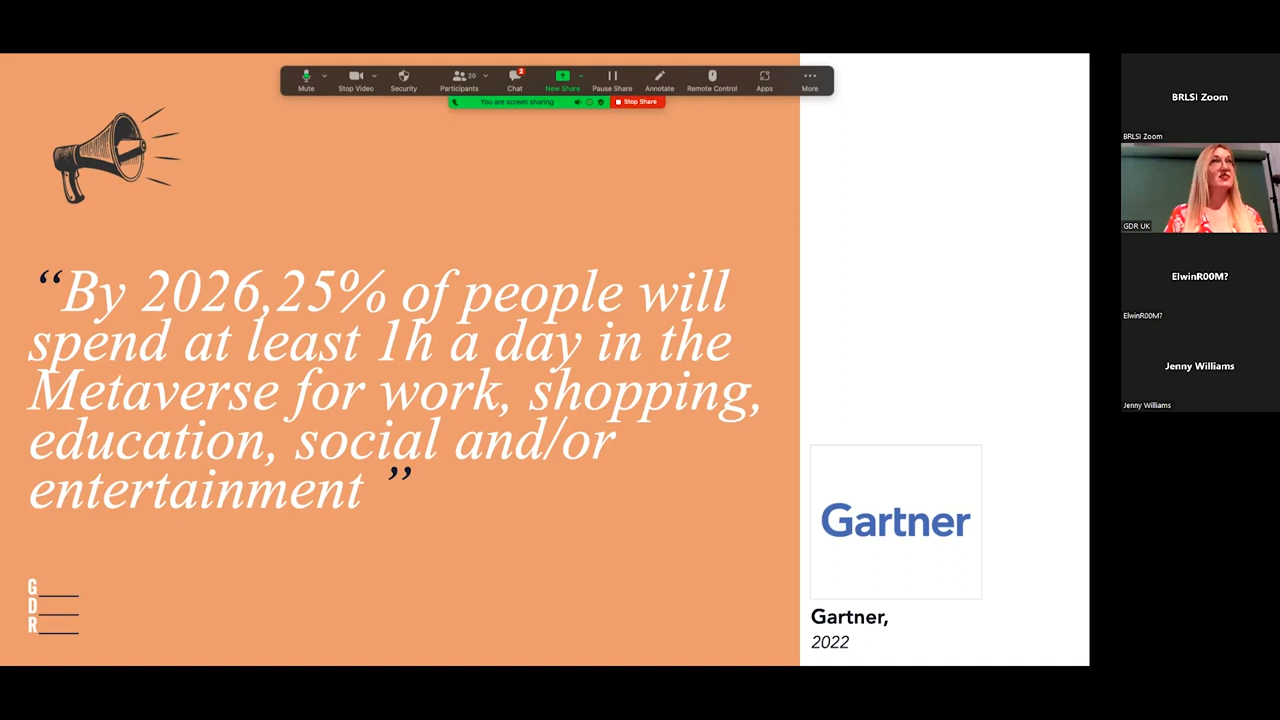 Mute
Stop Video
Security
Participants
20
Chat
2
New Share
Pause Share
Annotate
Remote Control
Apps
More
You are screen sharing
Stop Share
“By 2026,25% of people will
spend at least 1h a day in the
Metaverse for work, shopping,
education, social and/or
entertainment ”
G
D
R
Gartner
Gartner,
2022
BRLSI Zoom
BRLSI Zoom
GDR UK
ElwinR00M?
ElwinR00M?
Jenny Williams
Jenny Williams